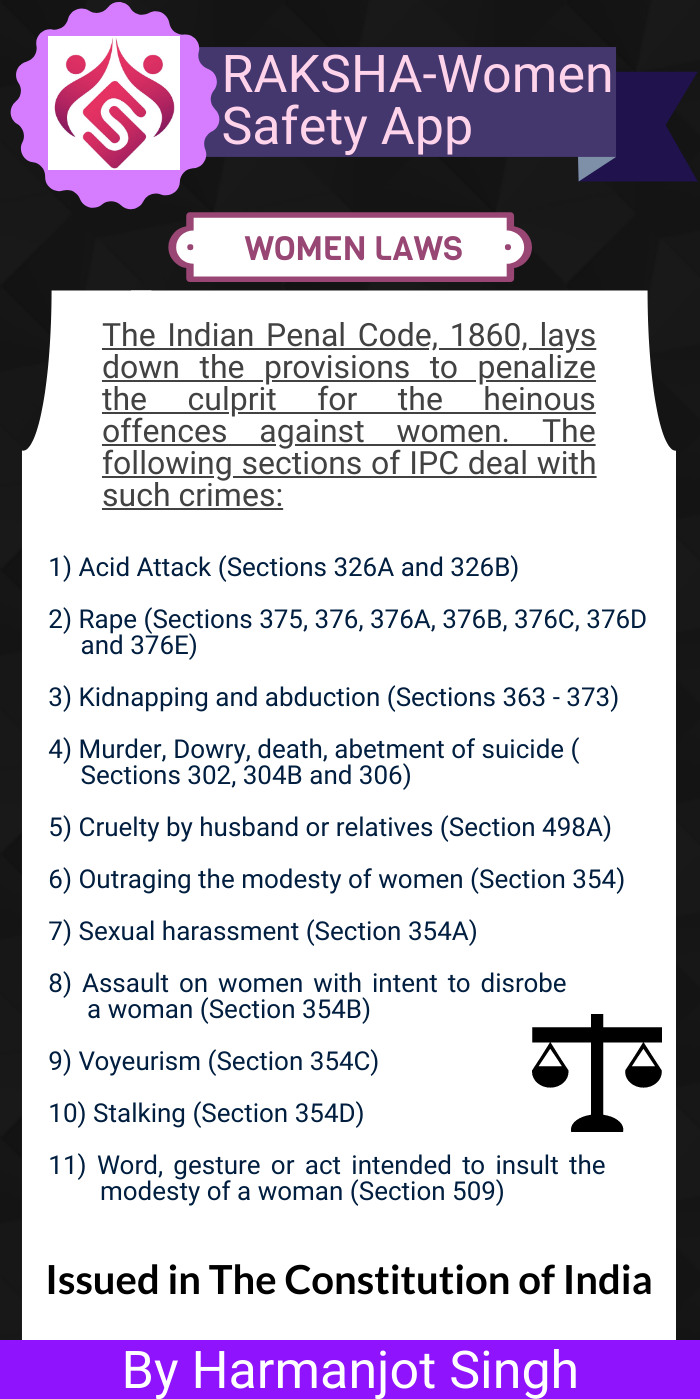 RAKSHA-Women
Safety App
WOMEN LAWS
The Indian Penal Code, 1860, lays
down the provisions to penalize
the culprit for the heinous
offences against women. The
following sections of IPC deal with
such crimes:
1) Acid Attack (Sections 326A and 326B)
2) Rape (Sections 375, 376, 376A, 376B, 376C, 376D
and 376E)
3) Kidnapping and abduction (Sections 363 - 373)
4) Murder, Dowry, death, abetment of suicide (
Sections 302, 304B and 306)
5) Cruelty by husband or relatives (Section 498A)
6) Outraging the modesty of women (Section 354)
7) Sexual harassment (Section 354A)
8) Assault on women with intent to disrobe
a woman (Section 354B)
9) Voyeurism (Section 354C)
10) Stalking (Section 354D)
11) Word, gesture or act intended to insult the
modesty of a woman (Section 509)
Issued in The Constitution of India
By Harmanjot Singh